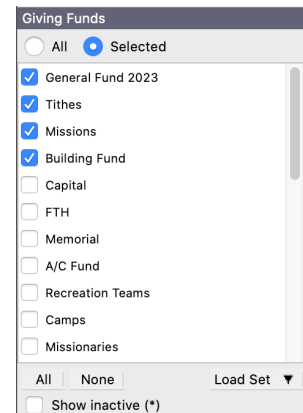 Giving Funds
All Selected
General Fund 2023
Tithes
Missions
Building Fund
Capital
FTH
Memorial
A/C Fund
Recreation Teams
Camps
Missionaries
All None Load Set ▼
Show inactive (*)